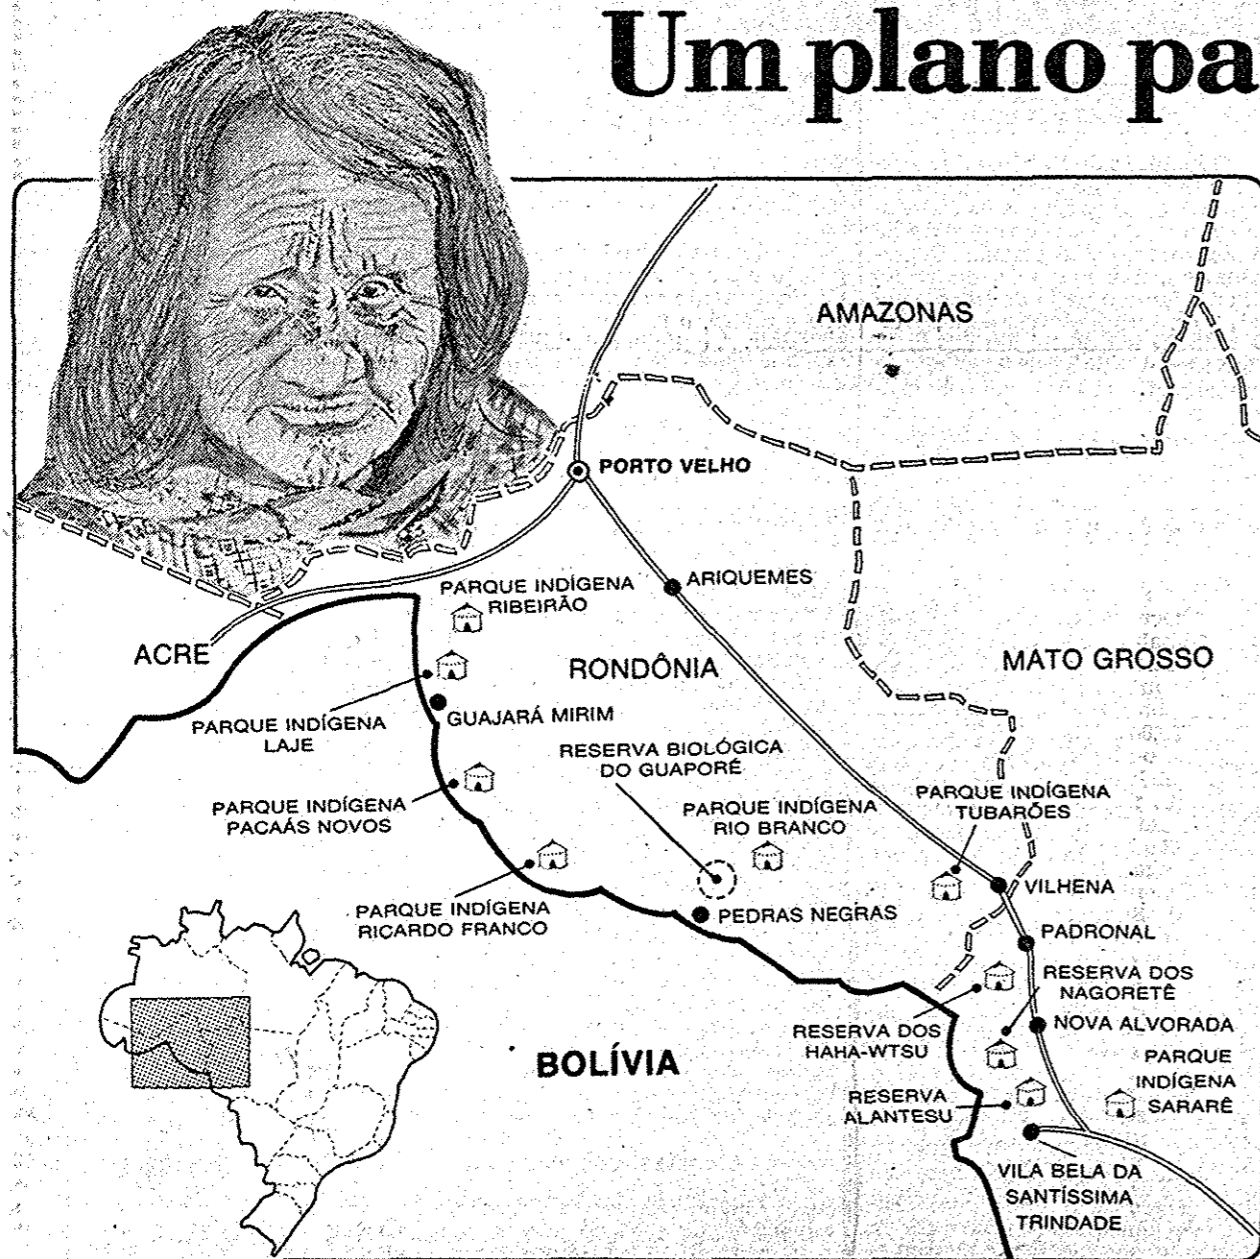 Um plano pa
AMAZONAS
PORTO VELHO
ARIQUEMES
PARQUE INDÍGENA
RIBEIRÃO
ACRE
RONDÔNIA
MATO GROSSO
PARQUE INDÍGENA
LAJE
GUAJARÁ MIRIM
RESERVA BIOLÓGICA
DO GUAPORÉ
PARQUE INDÍGENA
PACAÁS NOVOS
PARQUE INDÍGENA
RIO BRANCO
PARQUE INDÍGENA
TUBARÕES
VILHENA
PARQUE INDÍGENA
RICARDO FRANCO
PEDRAS NEGRAS
PADRONAL
RESERVA DOS
NAGORETÊ
RESERVA DOS
HAHA-WTSU
NOVA ALVORADA
BOLÍVIA
PARQUE
INDÍGENA
SARARÊ
RESERVA
ALANTESU
VILA BELA DA
SANTÍSSIMA
TRINDADE